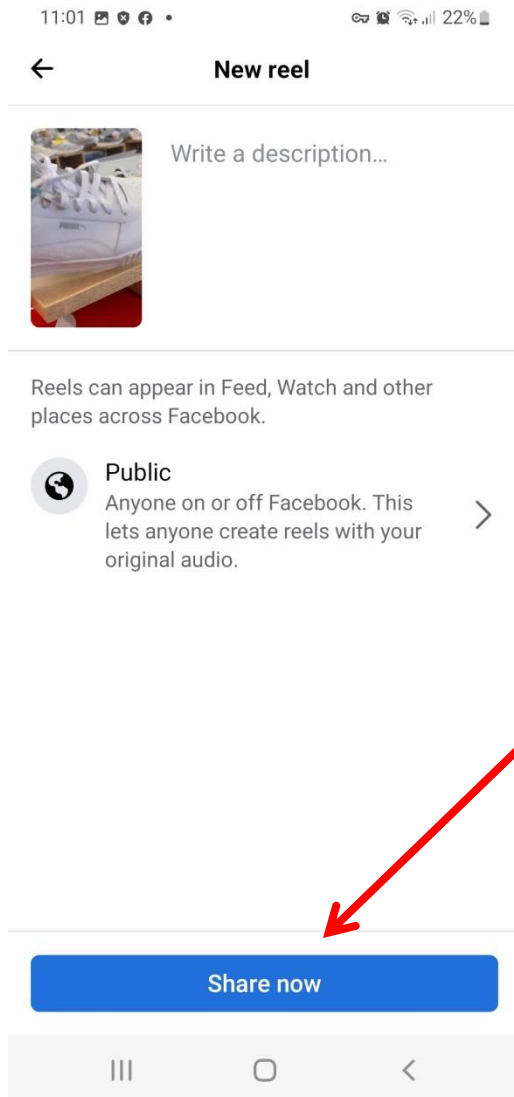 11:01
22%
New reel
Write a description...
Reels can appear in Feed, Watch and other
places across Facebook.
Public
Anyone on or off Facebook. This
lets anyone create reels with your
original audio.
Share now